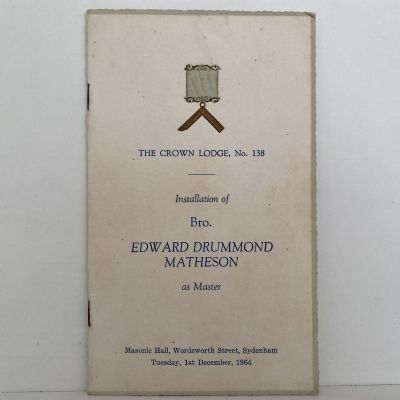 THE CROWN LODGE, No. 138
Installation of
Bro.
EDWARD DRUMMOND
MATHESON
as Master
Masonic Hall, Wordsworth Street, Sydenham
Tuesday, 1st December, 1964